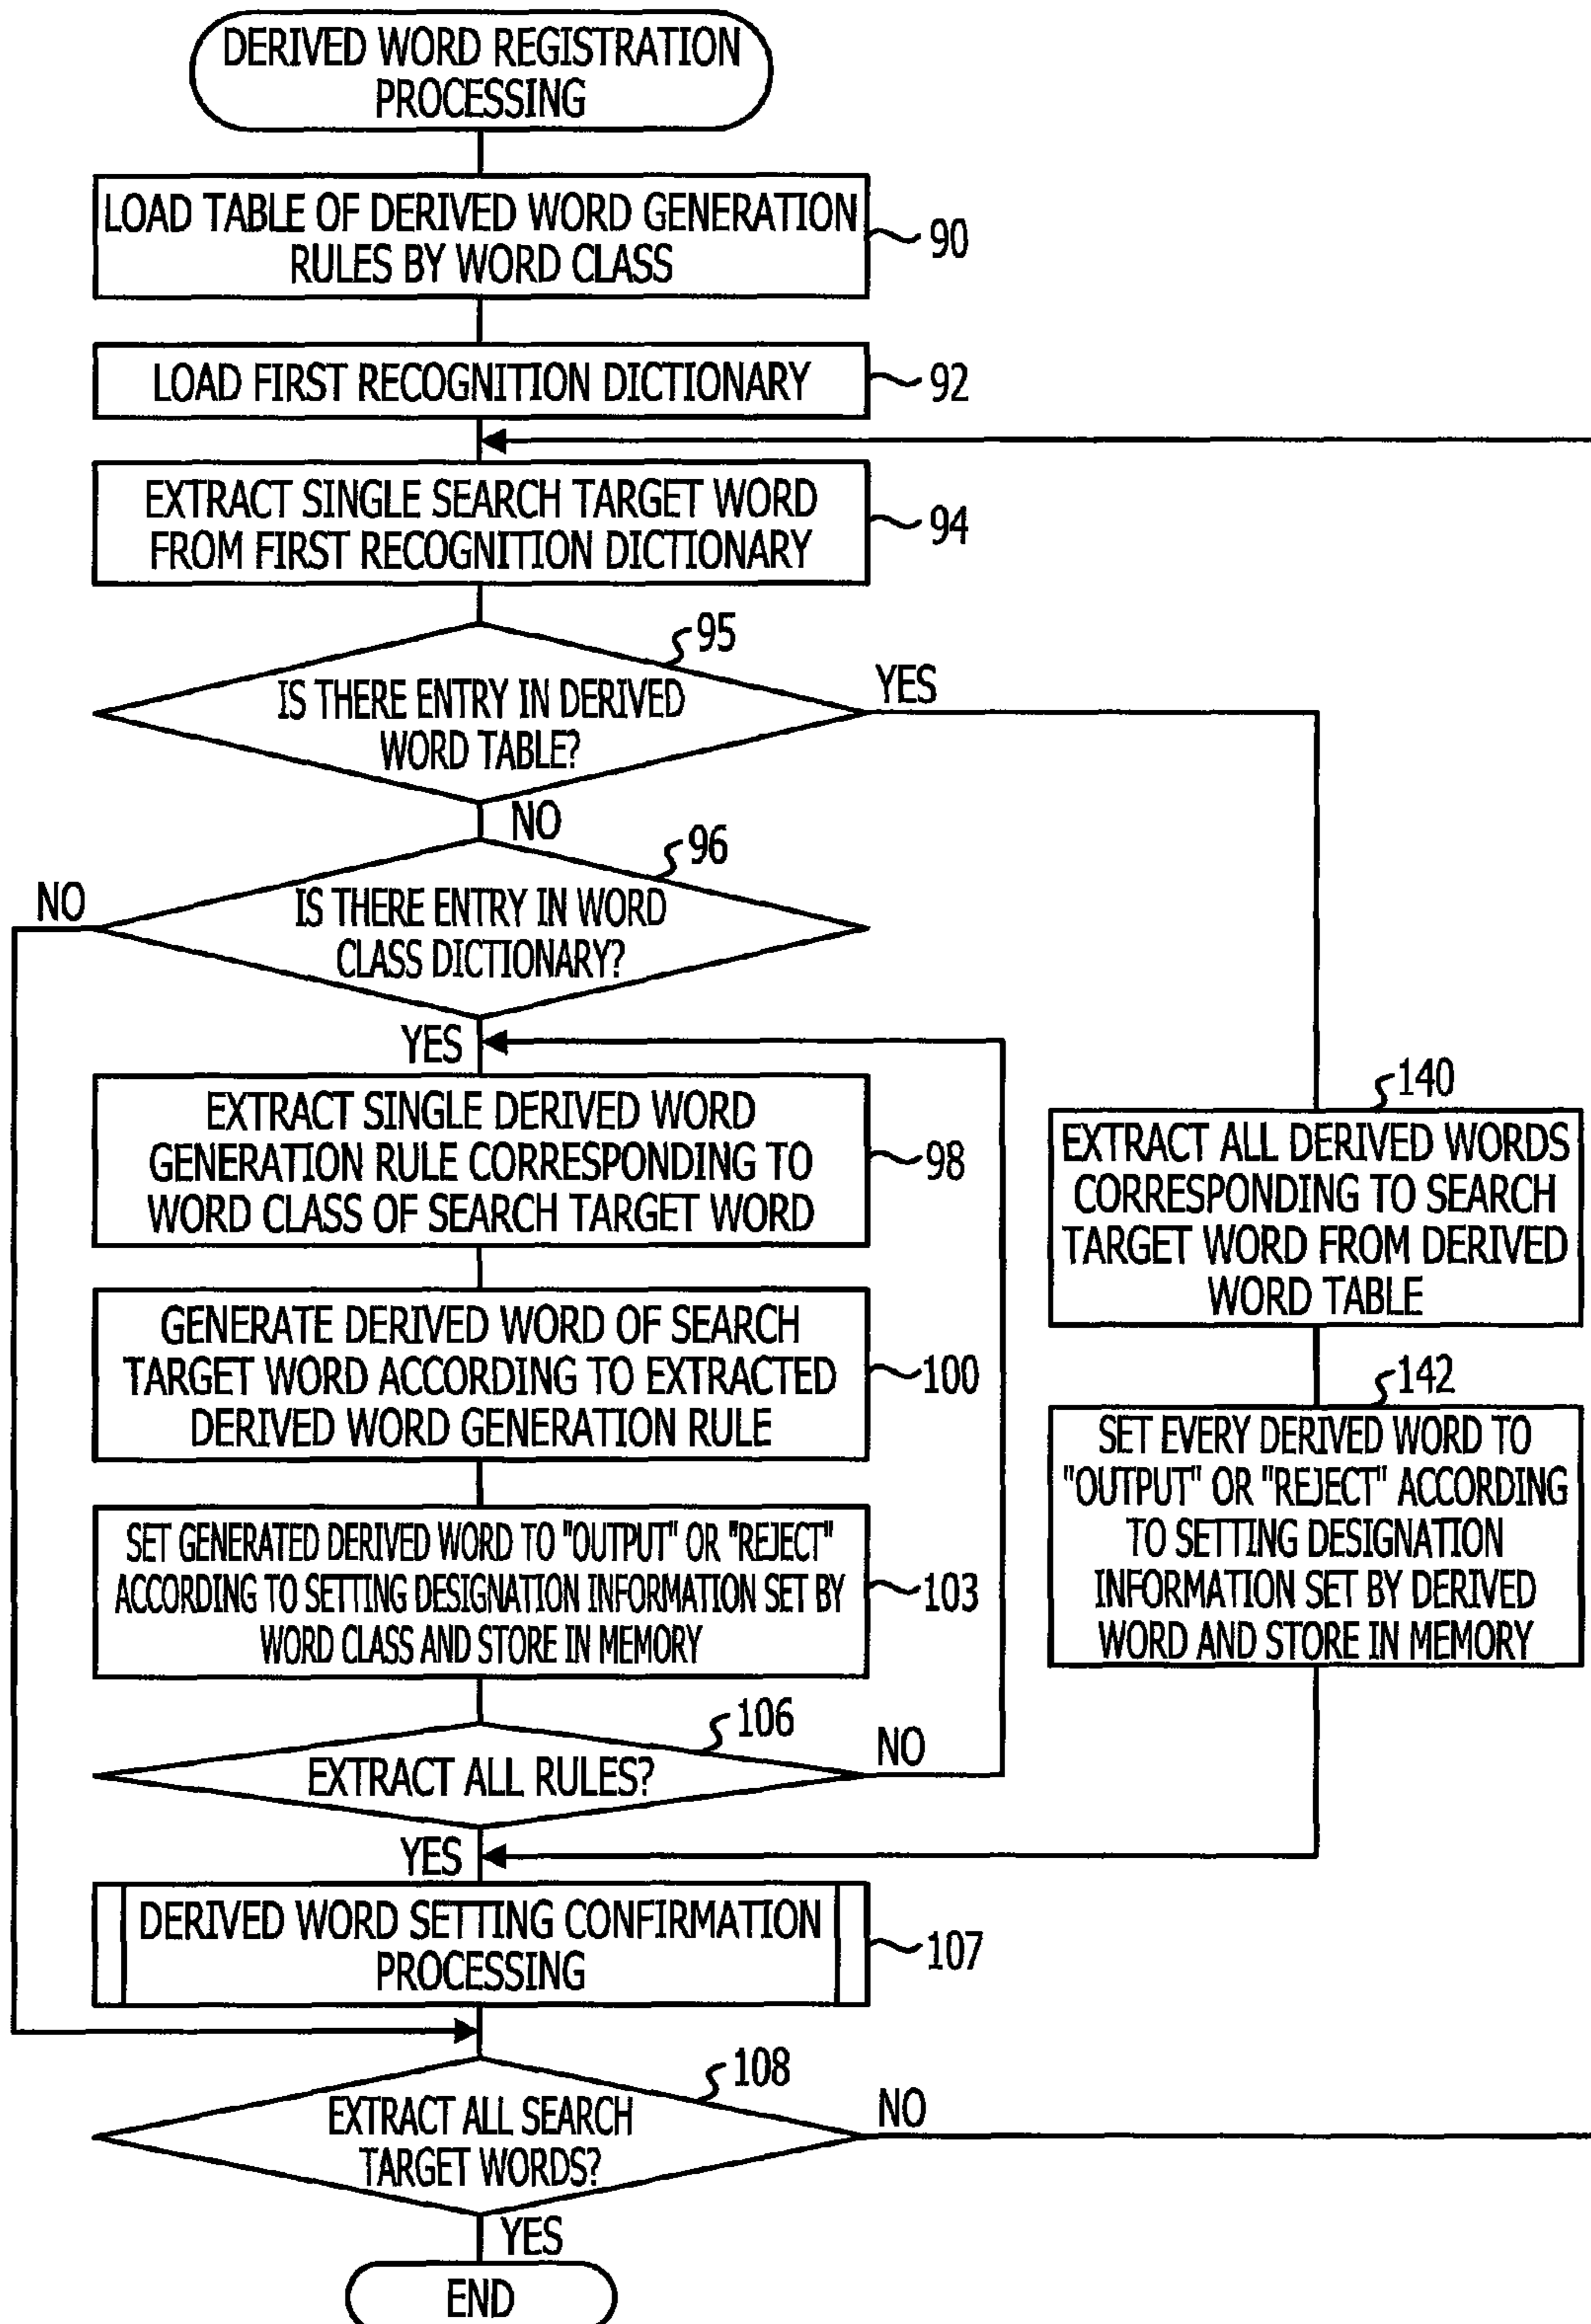 DERIVED WORD REGISTRATION
PROCESSING
LOAD TABLE OF DERIVED WORD GENERATION
RULES BY WORD CLASS
90
LOAD FIRST RECOGNITION DICTIONARY
92
EXTRACT SINGLE SEARCH TARGET WORD
FROM FIRST RECOGNITION DICTIONARY
94
95
IS THERE ENTRY IN DERIVED
WORD TABLE?
YES
NO
96
IS THERE ENTRY IN WORD
CLASS DICTIONARY?
NO
YES
EXTRACT SINGLE DERIVED WORD
GENERATION RULE CORRESPONDING TO
WORD CLASS OF SEARCH TARGET WORD
98
GENERATE DERIVED WORD OF SEARCH
TARGET WORD ACCORDING TO EXTRACTED
DERIVED WORD GENERATION RULE
100
SET GENERATED DERIVED WORD TO "OUTPUT" OR "REJECT"
ACCORDING TO SETTING DESIGNATION INFORMATION SET BY
WORD CLASS AND STORE IN MEMORY
103
106
EXTRACT ALL RULES?
NO
YES
140
EXTRACT ALL DERIVED WORDS
CORRESPONDING TO SEARCH
TARGET WORD FROM DERIVED
WORD TABLE
142
SET EVERY DERIVED WORD TO
"OUTPUT" OR "REJECT" ACCORDING
TO SETTING DESIGNATION
INFORMATION SET BY DERIVED
WORD AND STORE IN MEMORY
DERIVED WORD SETTING CONFIRMATION
PROCESSING
107
108
EXTRACT ALL SEARCH
TARGET WORDS?
NO
YES
END